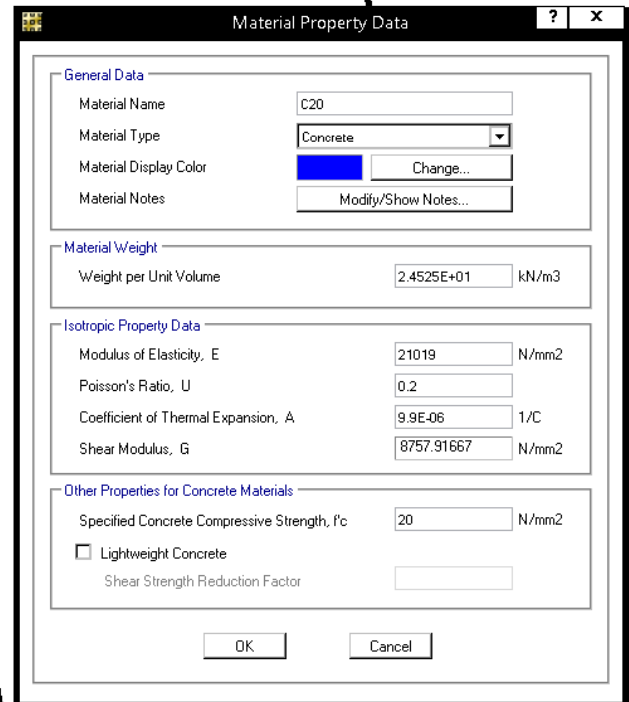 Material Property Data ? X
General Data
Material Name C20
Material Type Concrete
Material Display Color Change...
Material Notes Modify/Show Notes...
Material Weight
Weight per Unit Volume 2.4525E+01 kN/m3
Isotropic Property Data
Modulus of Elasticity, E 21019 N/mm2
Poisson's Ratio, U 0.2
Coefficient of Thermal Expansion, A 9.9E-06 1/C
Shear Modulus, G 8757.91667 N/mm2
Other Properties for Concrete Materials
Specified Concrete Compressive Strength, f'c 20 N/mm2
Lightweight Concrete
Shear Strength Reduction Factor
OK Cancel